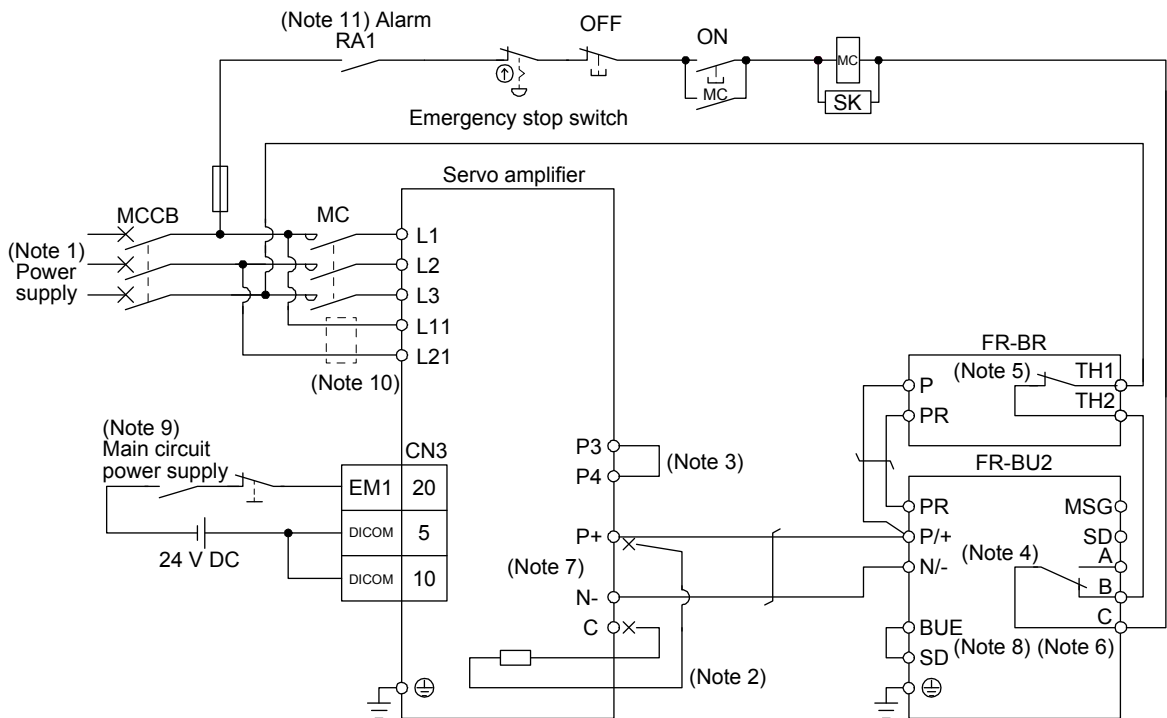 (Note 11) Alarm
RA1
OFF
ON
MC
MC
SK
Emergency stop switch
Servo amplifier
MCCB
MC
(Note 1)
Power
supply
L1
L2
L3
L11
L21
(Note 10)
FR-BR
(Note 5)
TH1
P
TH2
PR
(Note 9)
Main circuit
power supply
CN3
EM1
20
DICOM
5
DICOM
10
24 V DC
P3
P4
(Note 3)
P+
(Note 7)
N-
C
(Note 2)
FR-BU2
PR
MSG
P/+
SD
(Note 4)
A
N/-
B
C
BUE
(Note 8)
(Note 6)
SD